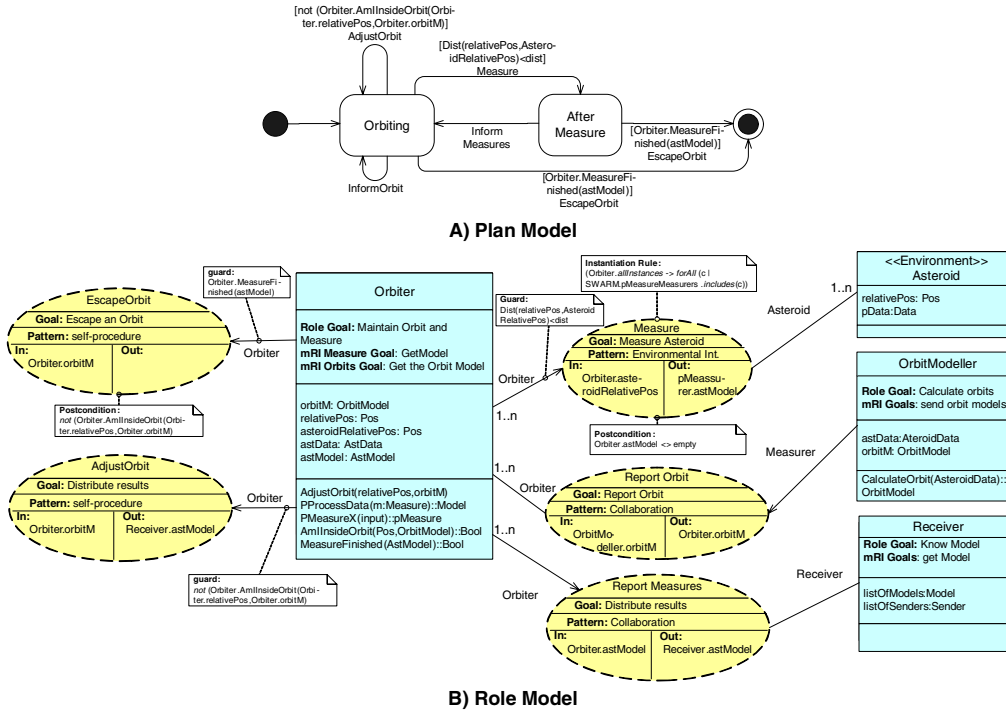 [not (Orbiter.AmIInsideOrbit(Orbi-
ter.relativePos,Orbiter.orbitM)]
AdjustOrbit
[Dist(relativePos,Astero-
idRelativePos)<dist]
Measure
Orbiting
After
Measure
Inform
Measures
[Orbiter.MeasureFi-
nished(astModel)]
EscapeOrbit
InformOrbit
[Orbiter.MeasureFi-
nished(astModel)]
EscapeOrbit
A) Plan Model
guard:
Orbiter.MeasureFi-
nished(astModel)
EscapeOrbit
Goal: Escape an Orbit
Pattern: self-procedure
In:
Orbiter.orbitM
Out:
Orbiter
Postcondition:
not (Orbiter.AmIInsideOrbit(Orbi-
ter.relativePos,Orbiter.orbitM)
AdjustOrbit
Goal: Distribute results
Pattern: self-procedure
In:
Orbiter.orbitM
Out:
Receiver.astModel
Orbiter
guard:
not (Orbiter.AmIInsideOrbit(Orbi-
ter.relativePos,Orbiter.orbitM)
Orbiter
Role Goal: Maintain Orbit and
Measure
mRI Measure Goal: GetModel
mRI Orbits Goal: Get the Orbit Model
orbitM: OrbitModel
relativePos: Pos
asteroidRelativePos: Pos
astData: AstData
astModel: AstModel
AdjustOrbit(relativePos,orbitM)
PProcessData(m:Measure)::Model
PMeasureX(input)::pMeasure
AmIInsideOrbit(Pos,OrbitModel)::Bool
MeasureFinished(AstModel)::Bool
Instantiation Rule:
(Orbiter.allInstances -> forAll (c |
SWARM.pMeasureMeasurers .includes(c))
Guard:
Dist(relativePos,Asteroid
RelativePos)<dist
Measure
Goal: Measure Asteroid
Pattern: Environmental Int.
In:
Orbiter.aste-
roidRelativePos
Out:
pMeassu-
rer.astModel
Orbiter
1..n
Asteroid
1..n
Postcondition:
Orbiter.astModel <> empty
Measurer
1..n
Orbiter
Report Orbit
Goal: Report Orbit
Pattern: Collaboration
In:
OrbitMo-
deller.orbitM
Out:
Orbiter.orbitM
1..n
Orbiter
Report Measures
Goal: Distribute results
Pattern: Collaboration
In:
Orbiter.astModel
Out:
Receiver.astModel
Receiver
<<Environment>>
Asteroid
relativePos: Pos
pData:Data
OrbitModeller
Role Goal: Calculate orbits
mRI Goals: send orbit models
astData:AteroidData
orbitM: OrbitModel
CalculateOrbit(AsteroidData)::
OrbitModel
Receiver
Role Goal: Know Model
mRI Goals: get Model
listOfModels:Model
listOfSenders:Sender
B) Role Model